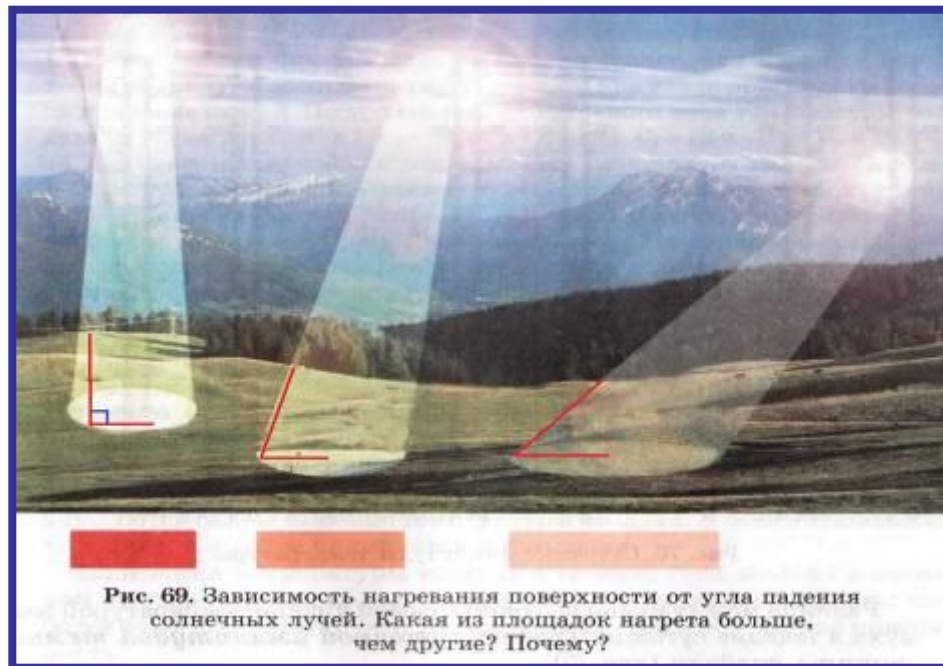 Рис. 69. Зависимость нагревания поверхности от угла падения
солнечных лучей. Какая из площадок нагрета больше,
чем другие? Почему?